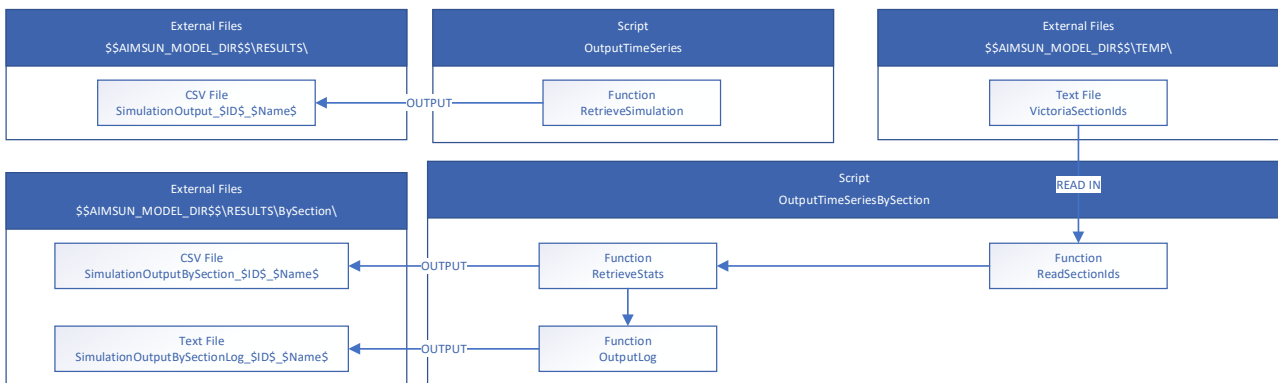 External Files
$$AIMSUN_MODEL_DIR$$\RESULTS\
CSV File
SimulationOutput_$ID$_$Name$
OUTPUT
Script
OutputTimeSeries
Function
RetrieveSimulation
External Files
$$AIMSUN_MODEL_DIR$$\TEMP\
Text File
VictoriaSectionIds
READ IN
External Files
$$AIMSUN_MODEL_DIR$$\RESULTS\BySection\
CSV File
SimulationOutputBySection_$ID$_$Name$
OUTPUT
Text File
SimulationOutputBySectionLog_$ID$_$Name$
OUTPUT
Script
OutputTimeSeriesBySection
Function
RetrieveStats
Function
ReadSectionIds
Function
OutputLog